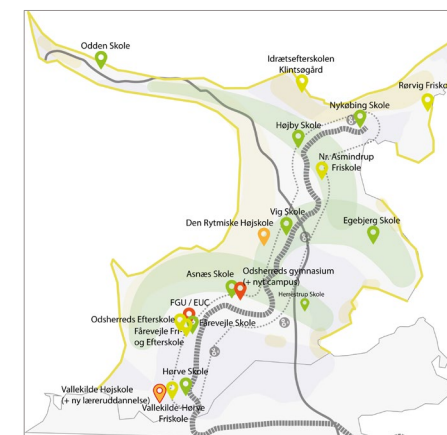 Odden Skole
Idrætsefterskolen
Klintsøgård
Rørvig Frisko
Nykøbing Skole
Højby Skole
Nr. Asmindrup
Friskole
Vig Skole
Den Rytmiske Højskole
Egebjerg Skole
Asnæs Skole
Odsherreds gymnasium
(+ nyt campus)
Herrestrup Skole
FGU / EUC
Odsherreds Efterskole
Fårevejle Skole
Fårevejle Fri-
og Efterskole
Hørve Skole
Vallekilde Højskole
(+ ny læreruddannelse)
Vallekilde-Hørve
Friskole